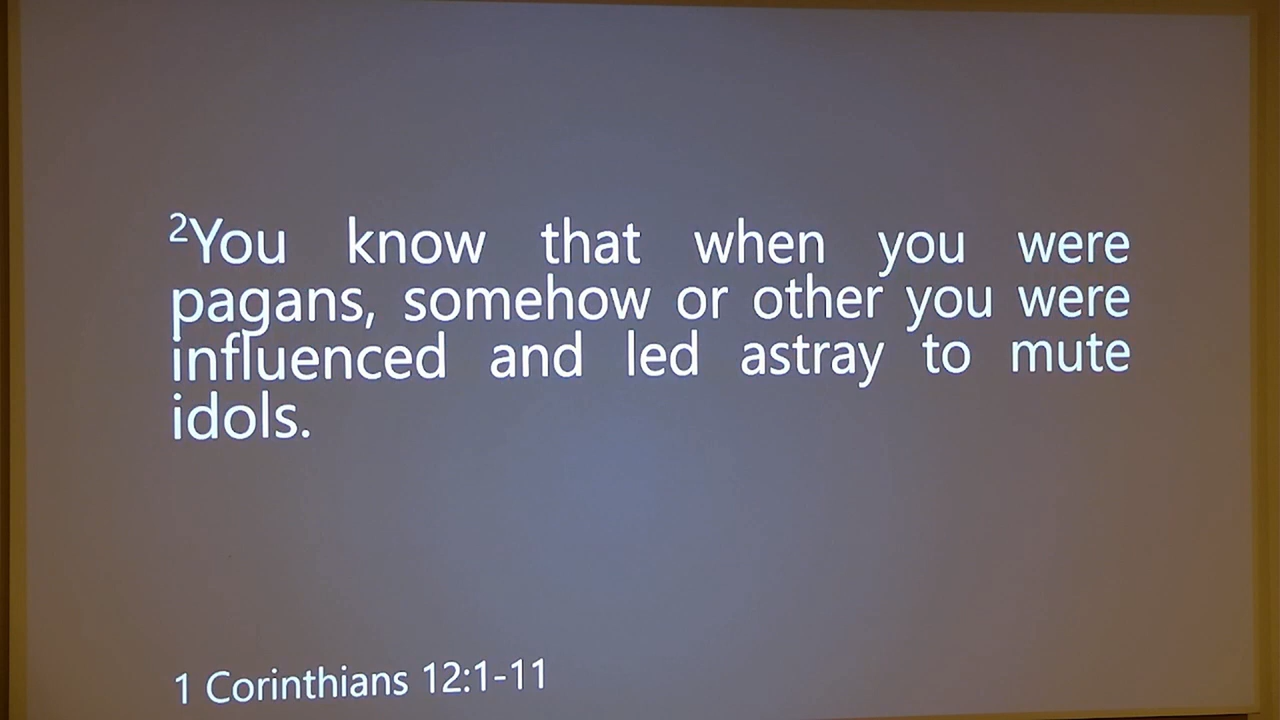 ²You know that when you were
pagans, somehow or other you were
influenced and led astray to mute
idols.
1 Corinthians 12:1-11